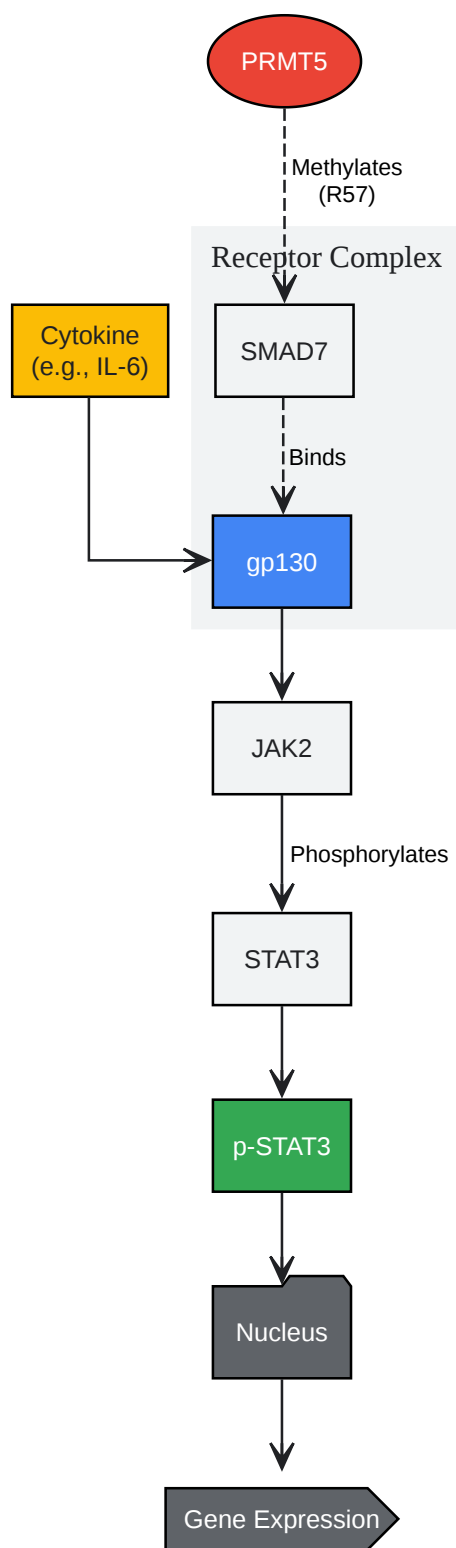 PRMT5
Methylates
(R57)
Receptor Complex
Cytokine
(e.g., IL-6)
SMAD7
Binds
gp130
JAK2
Phosphorylates
STAT3
p-STAT3
Nucleus
Gene Expression